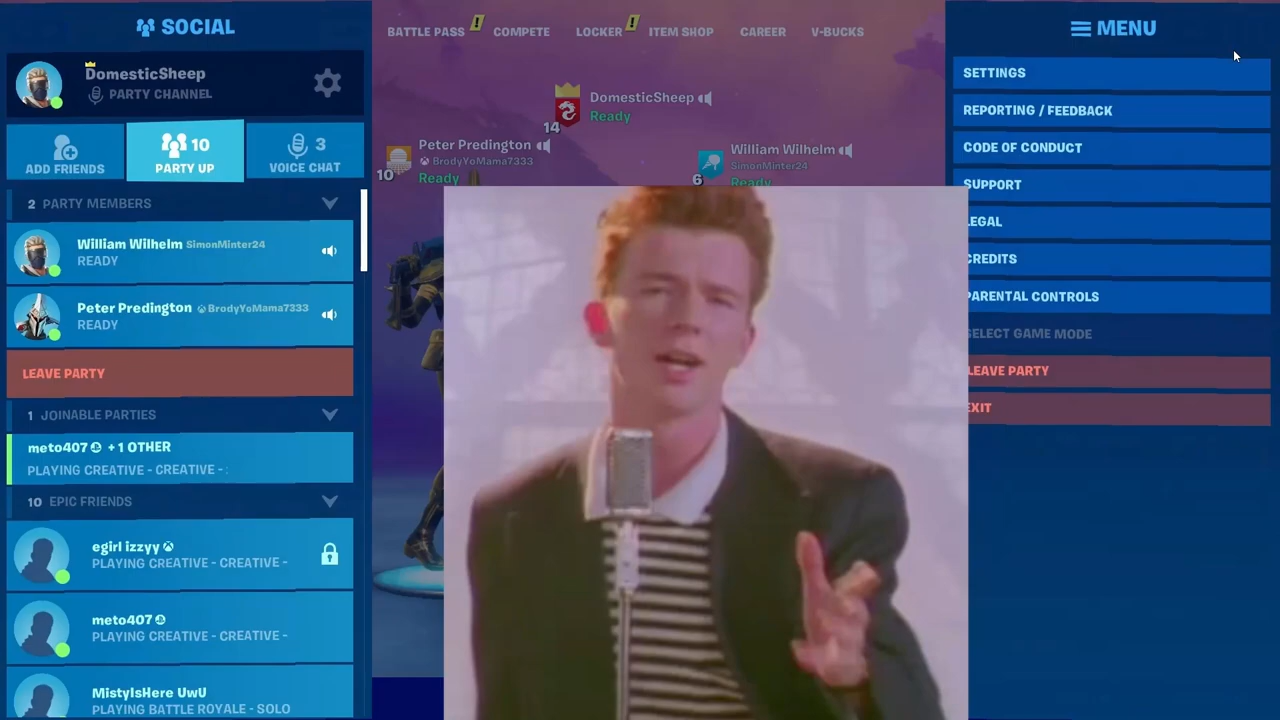 SOCIAL
DomesticSheep
PARTY CHANNEL
ADD FRIENDS
10
PARTY UP
3
VOICE CHAT
2 PARTY MEMBERS
William Wilhelm SimonMinter24
READY
Peter Predington BrodyYoMama7333
READY
LEAVE PARTY
1 JOINABLE PARTIES
meto407 + 1 OTHER
PLAYING CREATIVE - CREATIVE -
10 EPIC FRIENDS
egirl izzyy
PLAYING CREATIVE - CREATIVE -
meto407
PLAYING CREATIVE - CREATIVE -
MistyIsHere UwU
PLAYING BATTLE ROYALE - SOLO
BATTLE PASS ! COMPETE LOCKER ! ITEM SHOP CAREER V-BUCKS
DomesticSheep
Ready
14
Peter Predington
BrodyYoMama7333
10
Ready
William Wilhelm
SimonMinter24
6
Ready
MENU
SETTINGS
REPORTING / FEEDBACK
CODE OF CONDUCT
SUPPORT
LEGAL
CREDITS
PARENTAL CONTROLS
SELECT GAME MODE
LEAVE PARTY
EXIT